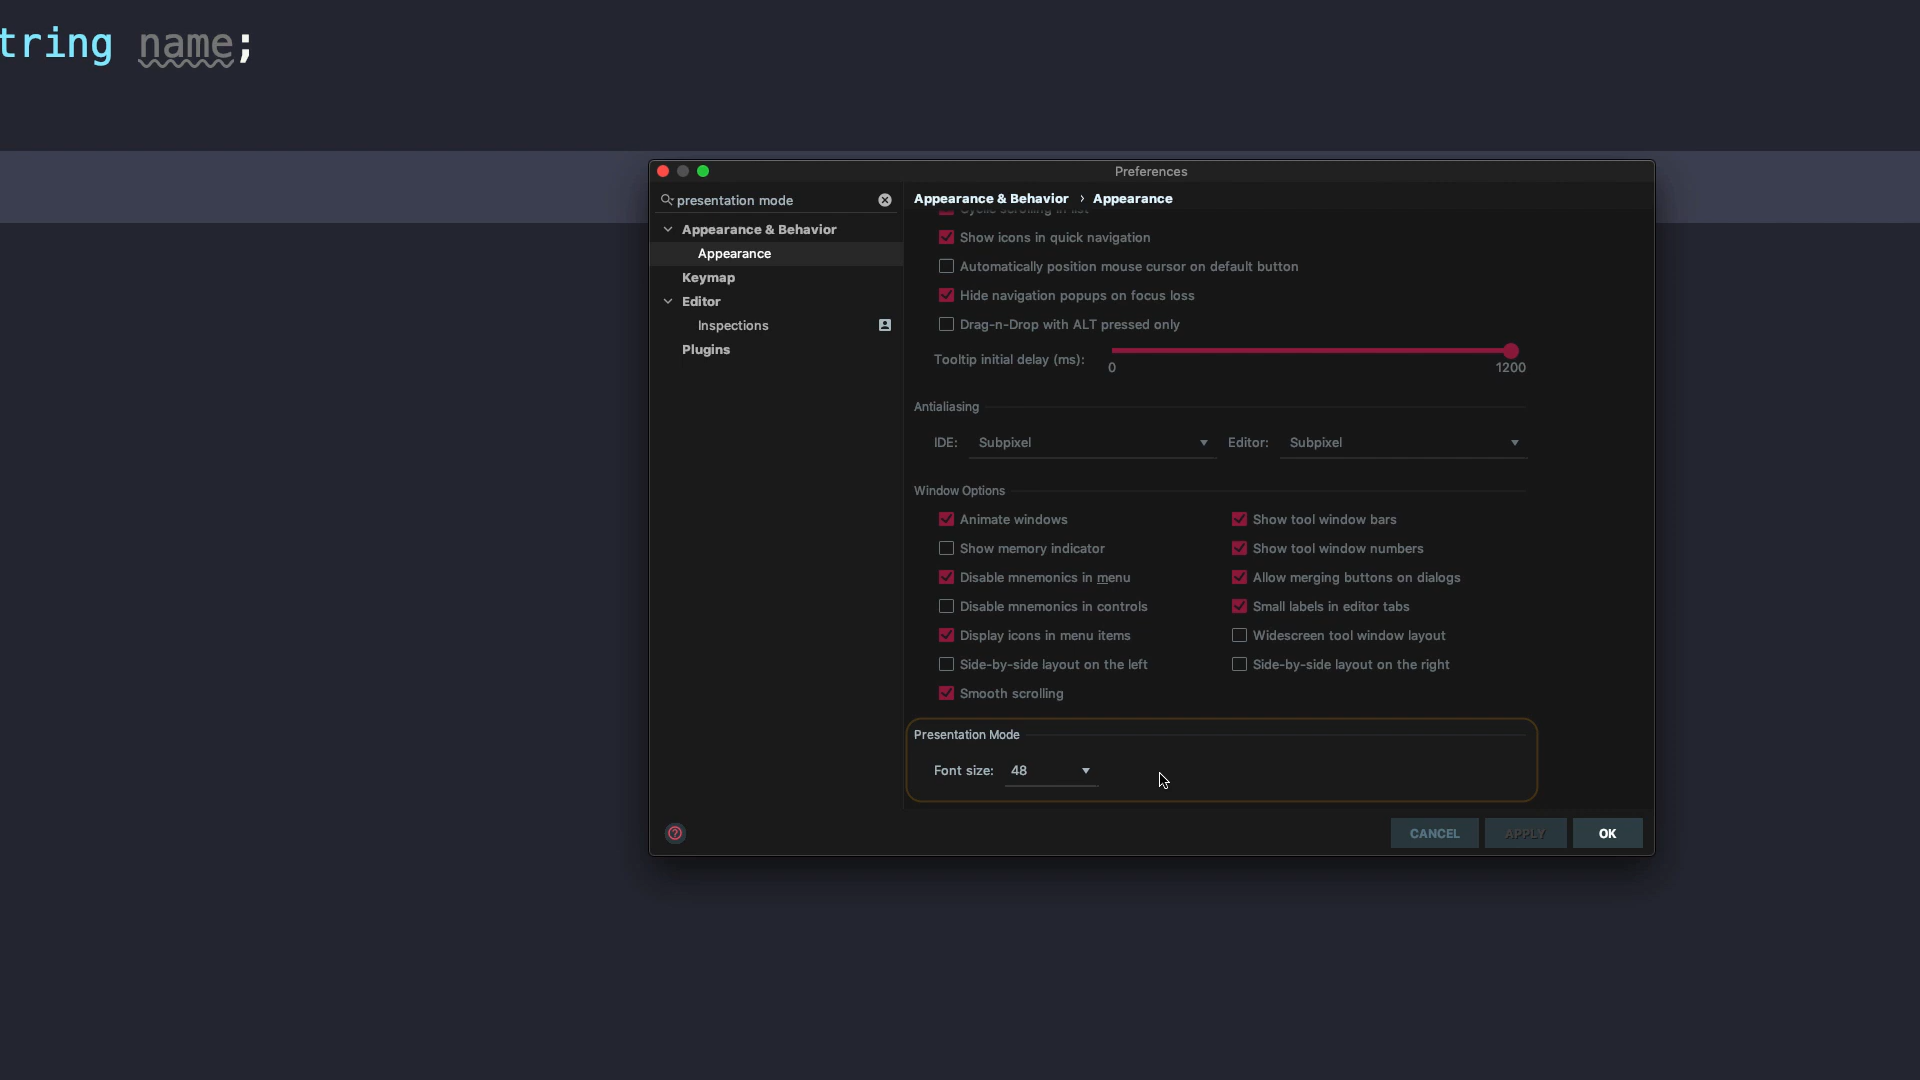 tring name;
Preferences
presentation mode
Appearance & Behavior
Appearance
Keymap
Editor
Inspections
Plugins
Appearance & Behavior › Appearance
Cyclic scrolling in list
Show icons in quick navigation
Automatically position mouse cursor on default button
Hide navigation popups on focus loss
Drag-n-Drop with ALT pressed only
Tooltip initial delay (ms):
0 1200
Antialiasing
IDE: Subpixel Editor: Subpixel
Window Options
Animate windows Show tool window bars
Show memory indicator Show tool window numbers
Disable mnemonics in menu Allow merging buttons on dialogs
Disable mnemonics in controls Small labels in editor tabs
Display icons in menu items Widescreen tool window layout
Side-by-side layout on the left Side-by-side layout on the right
Smooth scrolling
Presentation Mode
Font size: 48
? CANCEL APPLY OK